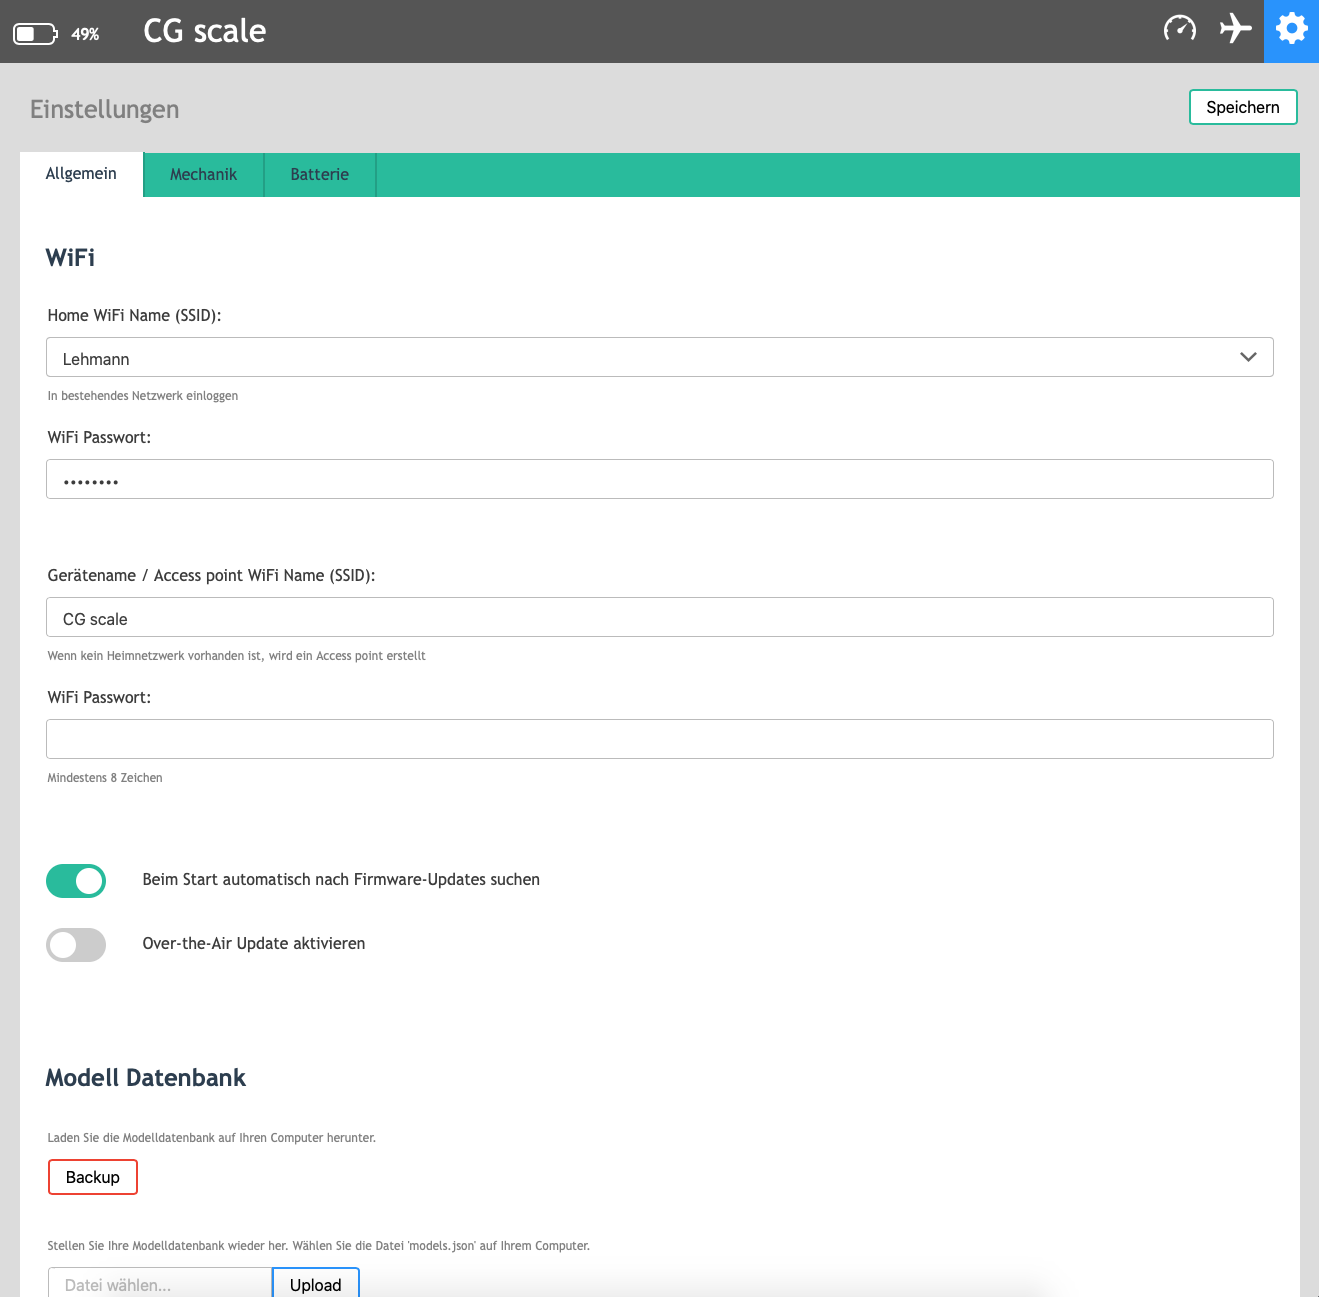 49%
CG scale
Einstellungen
Speichern
Allgemein
Mechanik
Batterie
WiFi
Home WiFi Name (SSID):
Lehmann
In bestehendes Netzwerk einloggen
WiFi Passwort:
••••••••
Gerätename / Access point WiFi Name (SSID):
CG scale
Wenn kein Heimnetzwerk vorhanden ist, wird ein Access point erstellt
WiFi Passwort:
Mindestens 8 Zeichen
Beim Start automatisch nach Firmware-Updates suchen
Over-the-Air Update aktivieren
Modell Datenbank
Laden Sie die Modelldatenbank auf Ihren Computer herunter.
Backup
Stellen Sie Ihre Modelldatenbank wieder her. Wählen Sie die Datei 'models.json' auf Ihrem Computer.
Datei wählen...
Upload